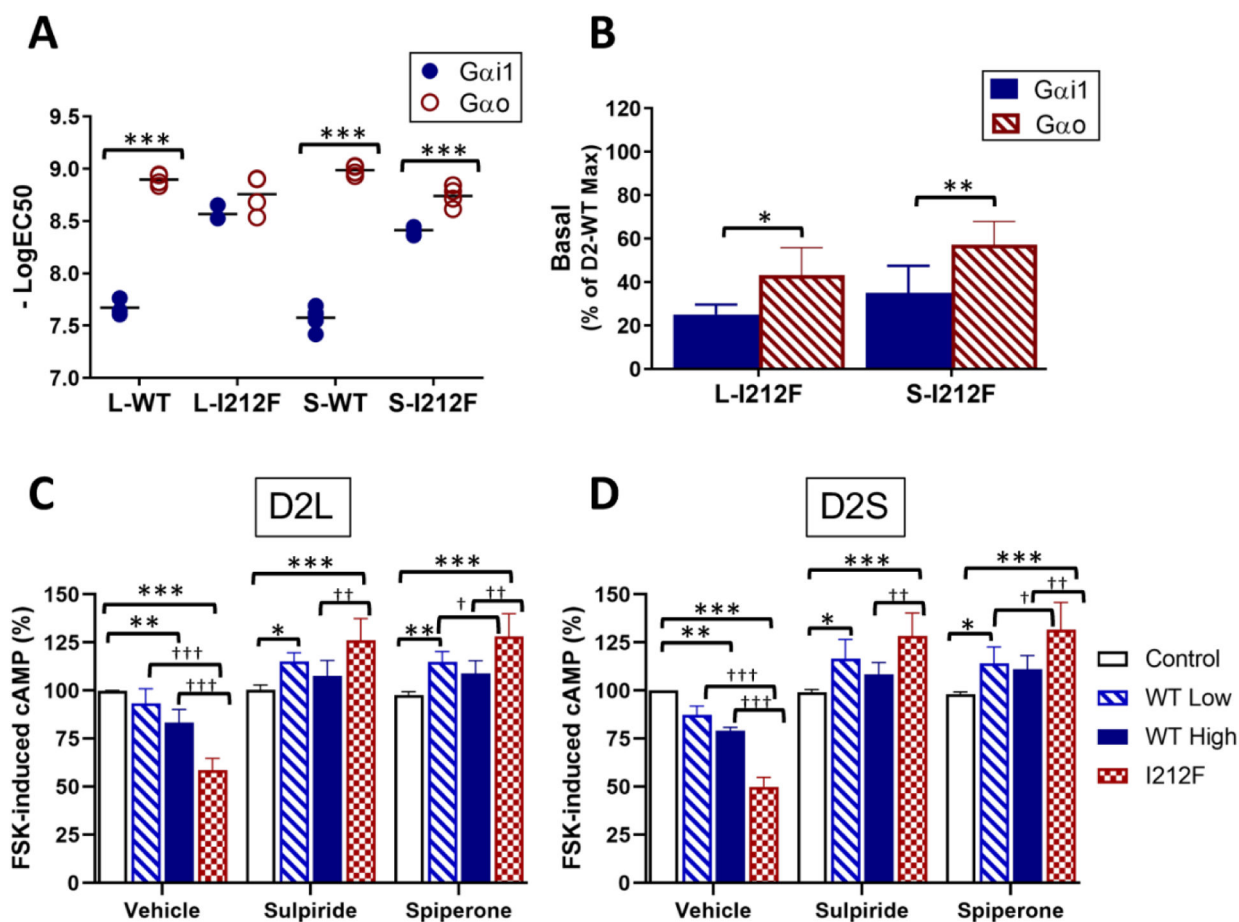 A
Gαi1
Gαo
- LogEC50
9.5
9.0
8.5
8.0
7.5
7.0
***
***
***
L-WT
L-I212F
S-WT
S-I212F
B
Gαi1
Gαo
Basal
(% of D2-WT Max)
120
100
80
60
40
20
0
*
**
L-I212F
S-I212F
C
D2L
FSK-induced cAMP (%)
150
125
100
75
50
25
0
***
**
†††
†††
***
*
††
***
**
†
††
Vehicle
Sulpiride
Spiperone
D
D2S
FSK-induced cAMP (%)
150
125
100
75
50
25
0
***
**
†††
†††
***
*
††
***
*
†
††
Vehicle
Sulpiride
Spiperone
Control
WT Low
WT High
I212F